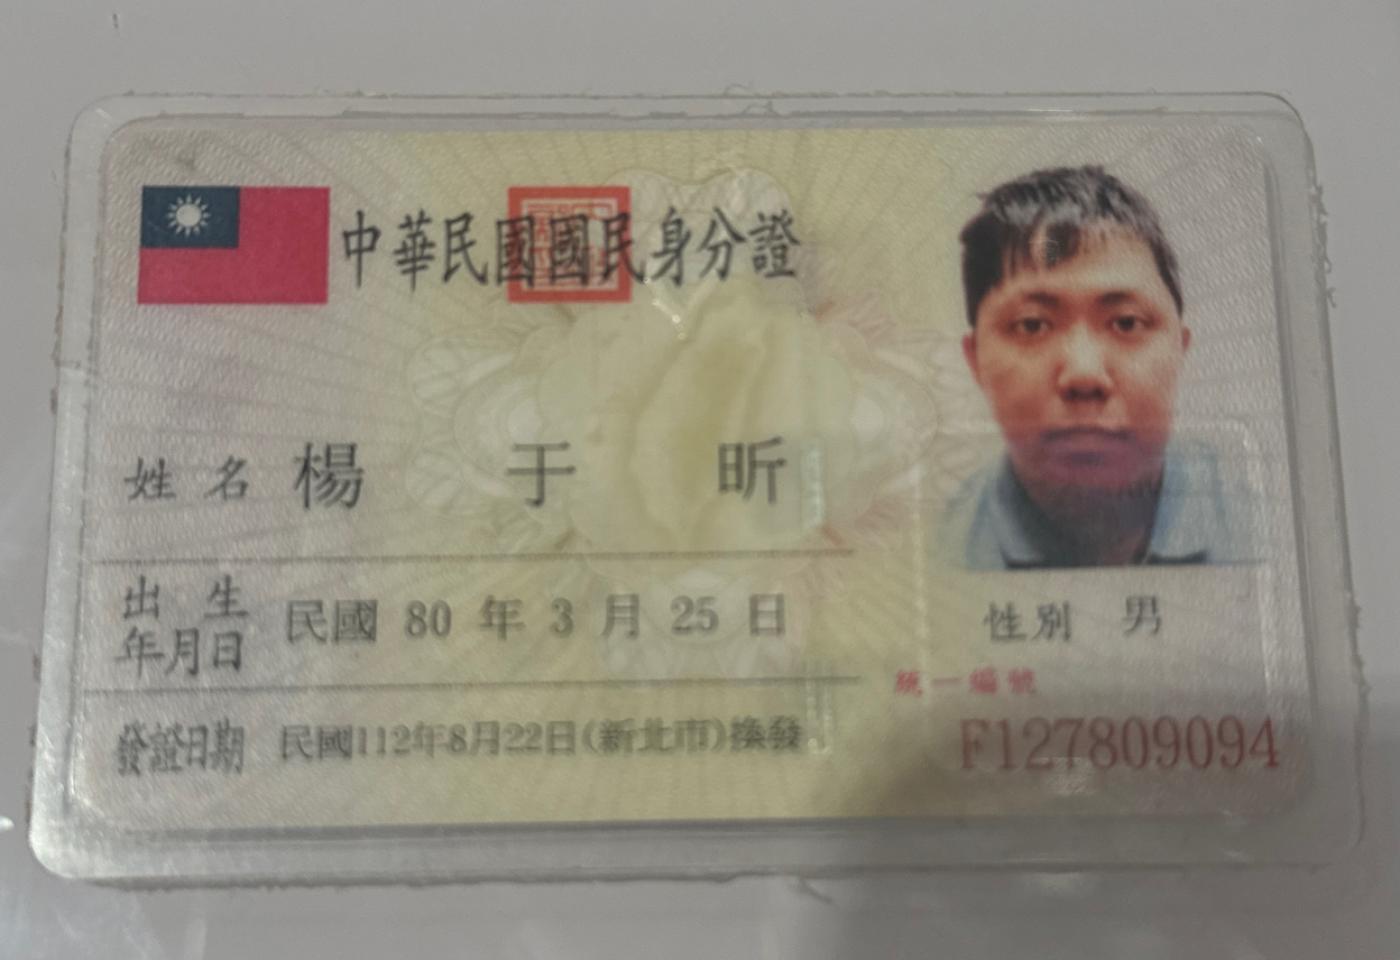 中華民國國民身分證
姓名 楊于昕
出生年月日 民國 80 年 3 月 25 日
性別 男
統一編號
F127809094
發證日期 民國112年8月22日(新北市)換發